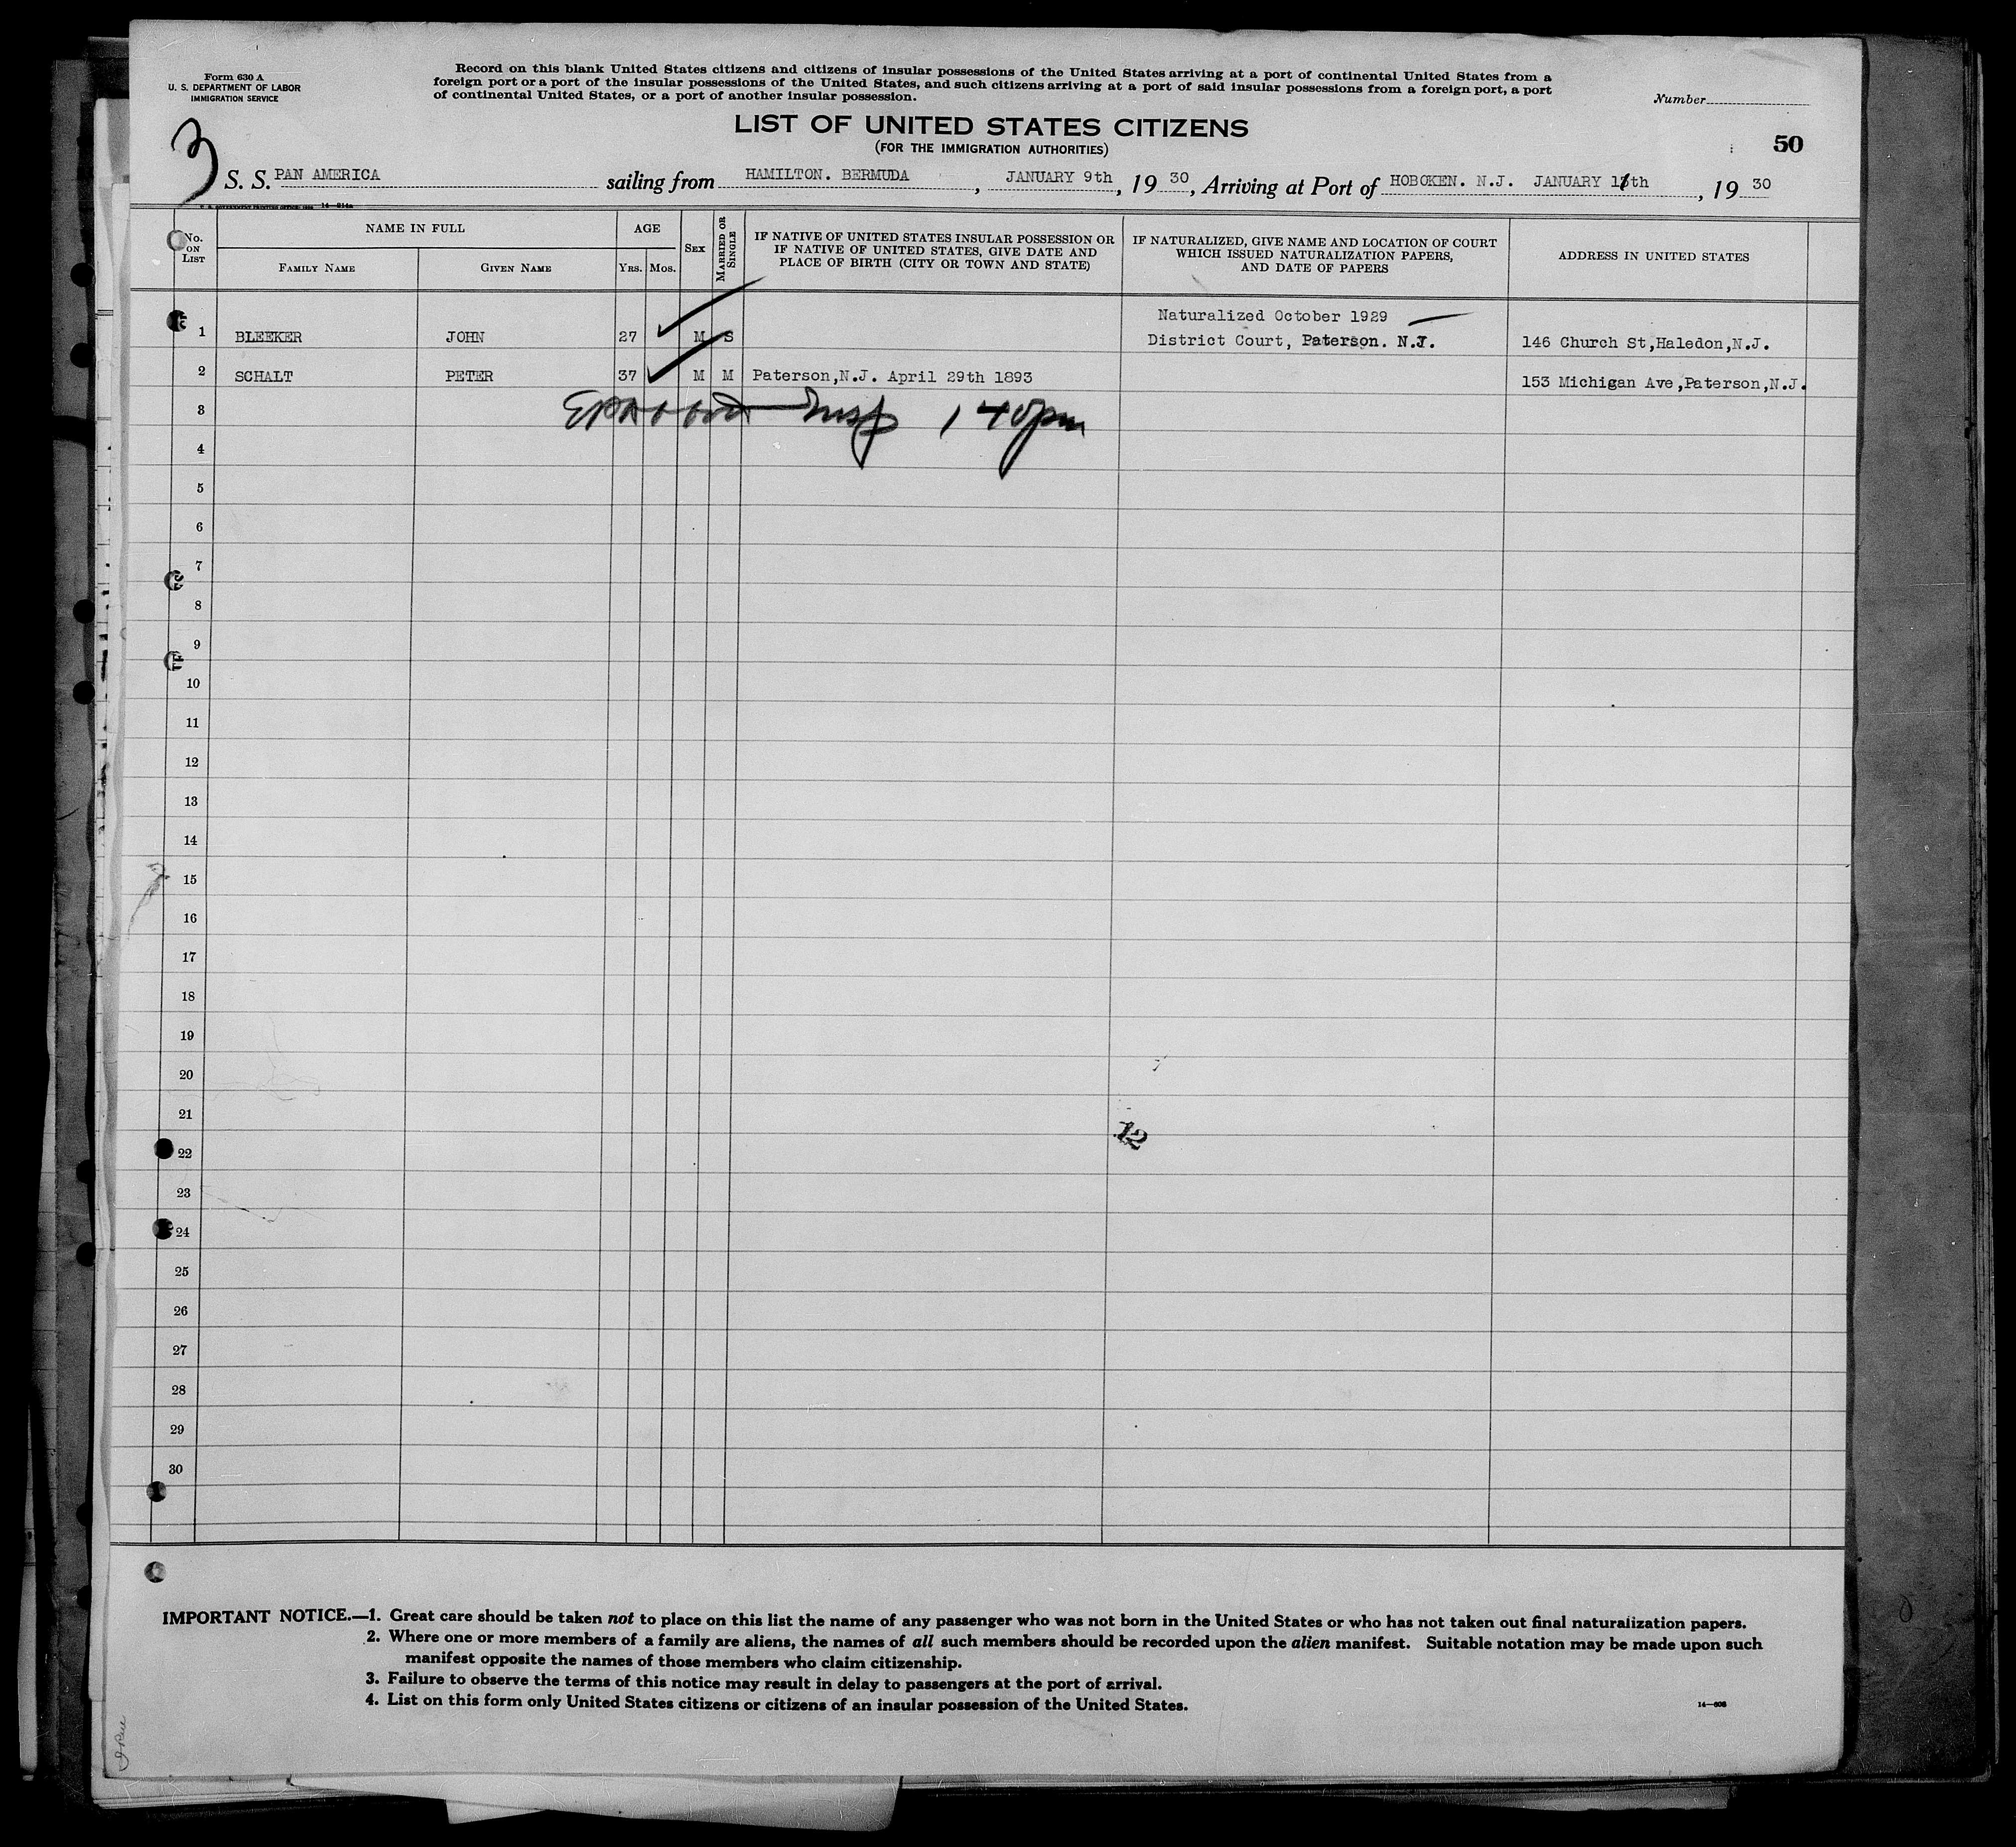 Form 630 A
U. S. DEPARTMENT OF LABOR
IMMIGRATION SERVICE
Record on this blank United States citizens and citizens of insular possessions of the United States arriving at a port of continental United States from a
foreign port or a port of the insular possessions of the United States, and such citizens arriving at a port of said insular possessions from a foreign port, a port
of continental United States, or a port of another insular possession.
Number
LIST OF UNITED STATES CITIZENS
(FOR THE IMMIGRATION AUTHORITIES)
50
3
S. S. PAN AMERICA sailing from HAMILTON. BERMUDA, JANUARY 9th, 19 30, Arriving at Port of HOBOKEN. N.J. JANUARY 11th, 19 30
No. ON LIST
NAME IN FULL
FAMILY NAME GIVEN NAME
AGE
YRS. MOS.
SEX
MARRIED OR SINGLE
IF NATIVE OF UNITED STATES INSULAR POSSESSION OR
IF NATIVE OF UNITED STATES, GIVE DATE AND
PLACE OF BIRTH (CITY OR TOWN AND STATE)
IF NATURALIZED, GIVE NAME AND LOCATION OF COURT
WHICH ISSUED NATURALIZATION PAPERS,
AND DATE OF PAPERS
ADDRESS IN UNITED STATES
Naturalized October 1929
1 BLEEKER JOHN 27 M S District Court, Paterson. N.J. 146 Church St,Haledon,N.J.
2 SCHALT PETER 37 M M Paterson,N.J. April 29th 1893 153 Michigan Ave,Paterson,N.J.
3 Insp 1 40pm
4
5
6
7
8
9
10
11
12
13
14
15
16
17
18
19
20
21
12
22
23
24
25
26
27
28
29
30
IMPORTANT NOTICE.—1. Great care should be taken not to place on this list the name of any passenger who was not born in the United States or who has not taken out final naturalization papers.
2. Where one or more members of a family are aliens, the names of all such members should be recorded upon the alien manifest. Suitable notation may be made upon such
manifest opposite the names of those members who claim citizenship.
3. Failure to observe the terms of this notice may result in delay to passengers at the port of arrival.
4. List on this form only United States citizens or citizens of an insular possession of the United States.